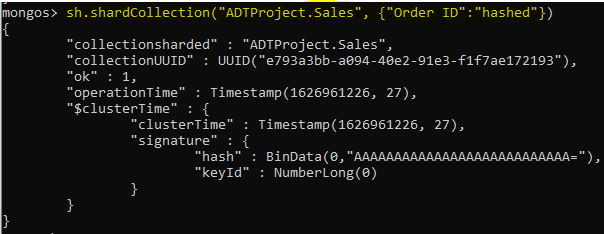 mongos> sh.shardCollection("ADTProject.Sales", {"Order ID":"hashed"})
{
        "collectionsharded" : "ADTProject.Sales",
        "collectionUUID" : UUID("e793a3bb-a094-40e2-91e3-f1f7ae172193"),
        "ok" : 1,
        "operationTime" : Timestamp(1626961226, 27),
        "$clusterTime" : {
                "clusterTime" : Timestamp(1626961226, 27),
                "signature" : {
                        "hash" : BinData(0,"AAAAAAAAAAAAAAAAAAAAAAAAAAA="),
                        "keyId" : NumberLong(0)
                }
        }
}